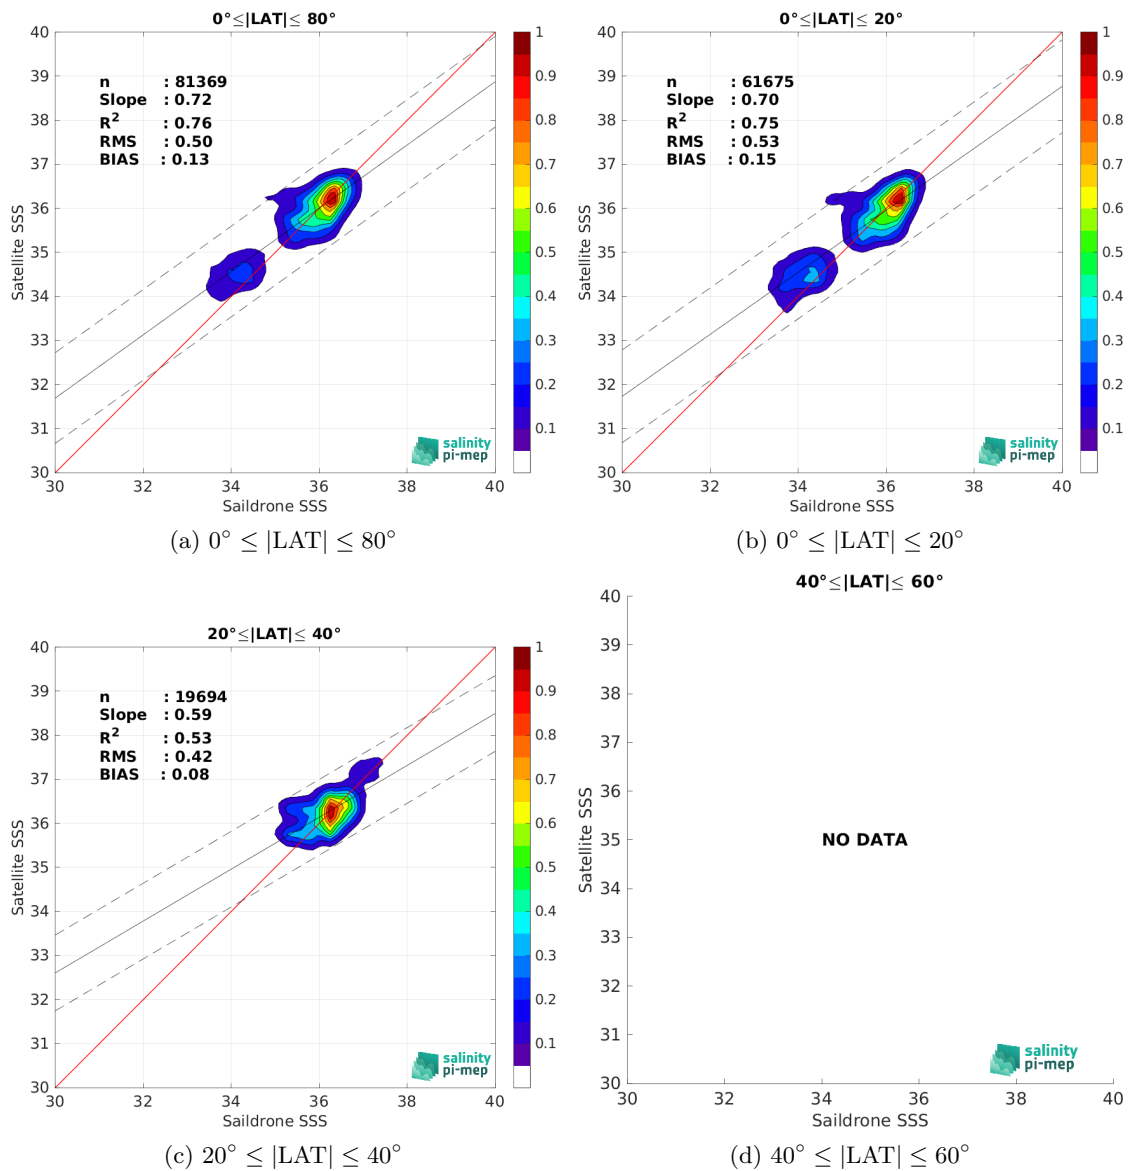 0°≤|LAT|≤ 80°
40
39
38
37
36
35
34
33
32
31
30
Satellite SSS
n : 81369
Slope : 0.72
R² : 0.76
RMS : 0.50
BIAS : 0.13
salinity
pi-mep
30 32 34 36 38 40
Saildrone SSS
1
0.9
0.8
0.7
0.6
0.5
0.4
0.3
0.2
0.1
(a) 0° ≤ |LAT| ≤ 80°
0°≤|LAT|≤ 20°
40
39
38
37
36
35
34
33
32
31
30
Satellite SSS
n : 61675
Slope : 0.70
R² : 0.75
RMS : 0.53
BIAS : 0.15
salinity
pi-mep
30 32 34 36 38 40
Saildrone SSS
1
0.9
0.8
0.7
0.6
0.5
0.4
0.3
0.2
0.1
(b) 0° ≤ |LAT| ≤ 20°
20°≤|LAT|≤ 40°
40
39
38
37
36
35
34
33
32
31
30
Satellite SSS
n : 19694
Slope : 0.59
R² : 0.53
RMS : 0.42
BIAS : 0.08
salinity
pi-mep
30 32 34 36 38 40
Saildrone SSS
1
0.9
0.8
0.7
0.6
0.5
0.4
0.3
0.2
0.1
(c) 20° ≤ |LAT| ≤ 40°
40°≤|LAT|≤ 60°
40
39
38
37
36
35
34
33
32
31
30
Satellite SSS
NO DATA
salinity
pi-mep
30 32 34 36 38 40
Saildrone SSS
(d) 40° ≤ |LAT| ≤ 60°